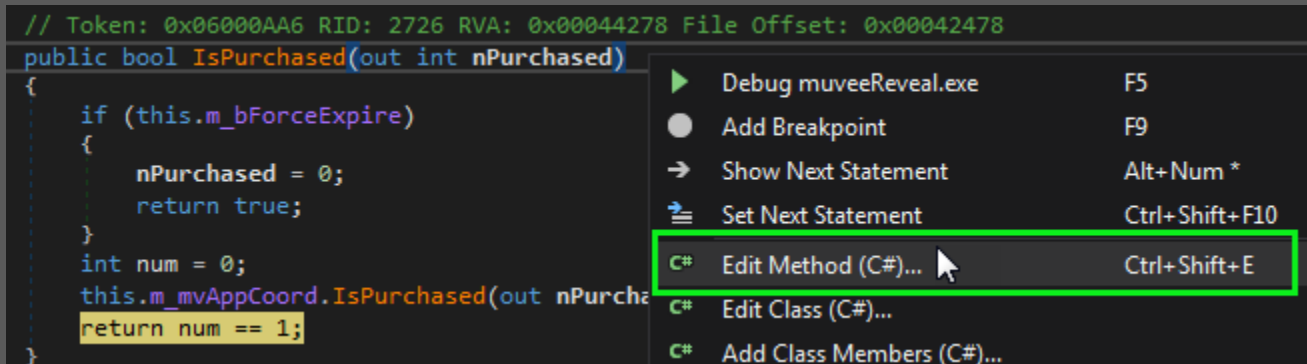 // Token: 0x06000AA6 RID: 2726 RVA: 0x00044278 File Offset: 0x00042478
public bool IsPurchased(out int nPurchased)
{
if (this.m_bForceExpire)
{
nPurchased = 0;
return true;
}
int num = 0;
this.m_mvAppCoord.IsPurchased(out nPurcha
return num == 1;
}
Debug muveeReveal.exe F5
Add Breakpoint F9
Show Next Statement Alt+Num *
Set Next Statement Ctrl+Shift+F10
C# Edit Method (C#)... Ctrl+Shift+E
C# Edit Class (C#)...
C# Add Class Members (C#)...